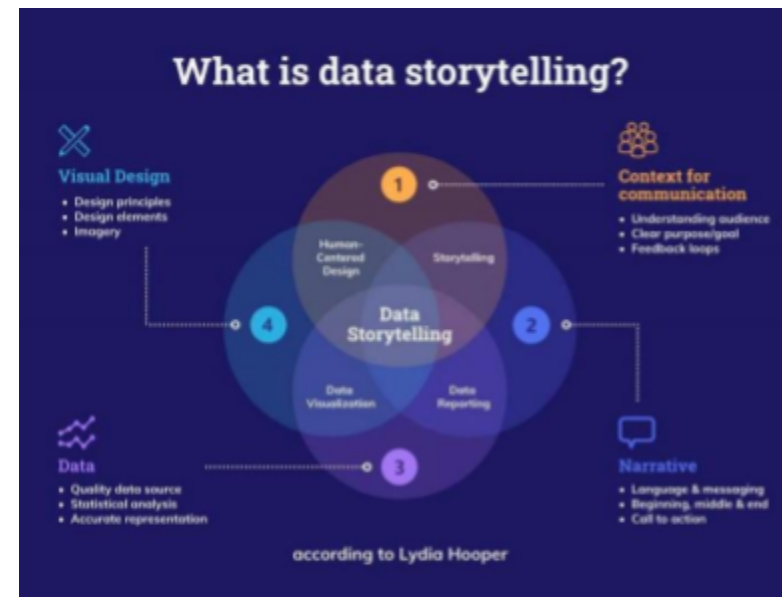 What is data storytelling?
Visual Design
• Design principles
• Design elements
• Imagery
1
Context for
communication
• Understanding audience
• Clear purpose/goal
• Feedback loops
Human-
Centered
Design
Storytelling
4
Data
Storytelling
2
Data
Visualization
Data
Reporting
3
Data
• Quality data source
• Statistical analysis
• Accurate representation
Narrative
• Language & messaging
• Beginning, middle & end
• Call to action
according to Lydia Hooper